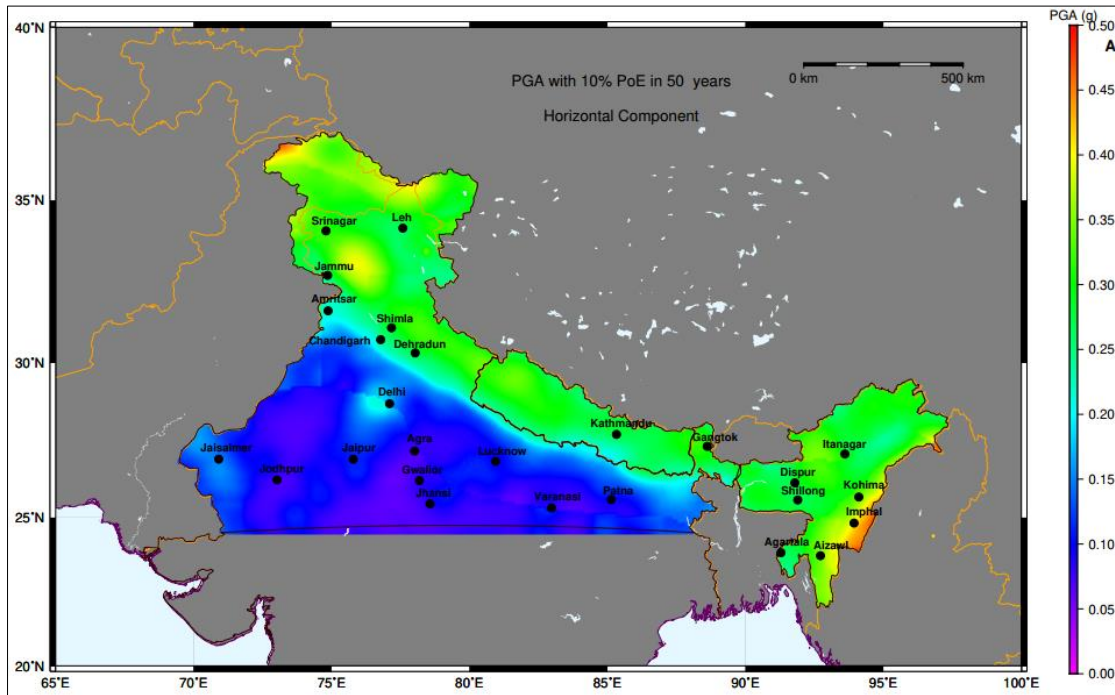 PGA (g)
40°N
0.50
A
PGA with 10% PoE in 50 years
0 km
500 km
0.45
Horizontal Component
0.40
35°N
Srinagar
Leh
0.35
Jammu
Amritsar
0.30
Shimla
30°N
Chandigarh
Dehradun
0.25
Delhi
Kathmandu
0.20
Gangtok
Itanagar
Jaisalmer
Jaipur
Agra
Lucknow
Dispur
Jodhpur
Gwalior
0.15
Kohima
Jhansi
Varanasi
Patna
Shillong
Imphal
25°N
0.10
Agartala
Aizawl
0.05
20°N
0.00
65°E
70°E
75°E
80°E
85°E
90°E
95°E
100°E